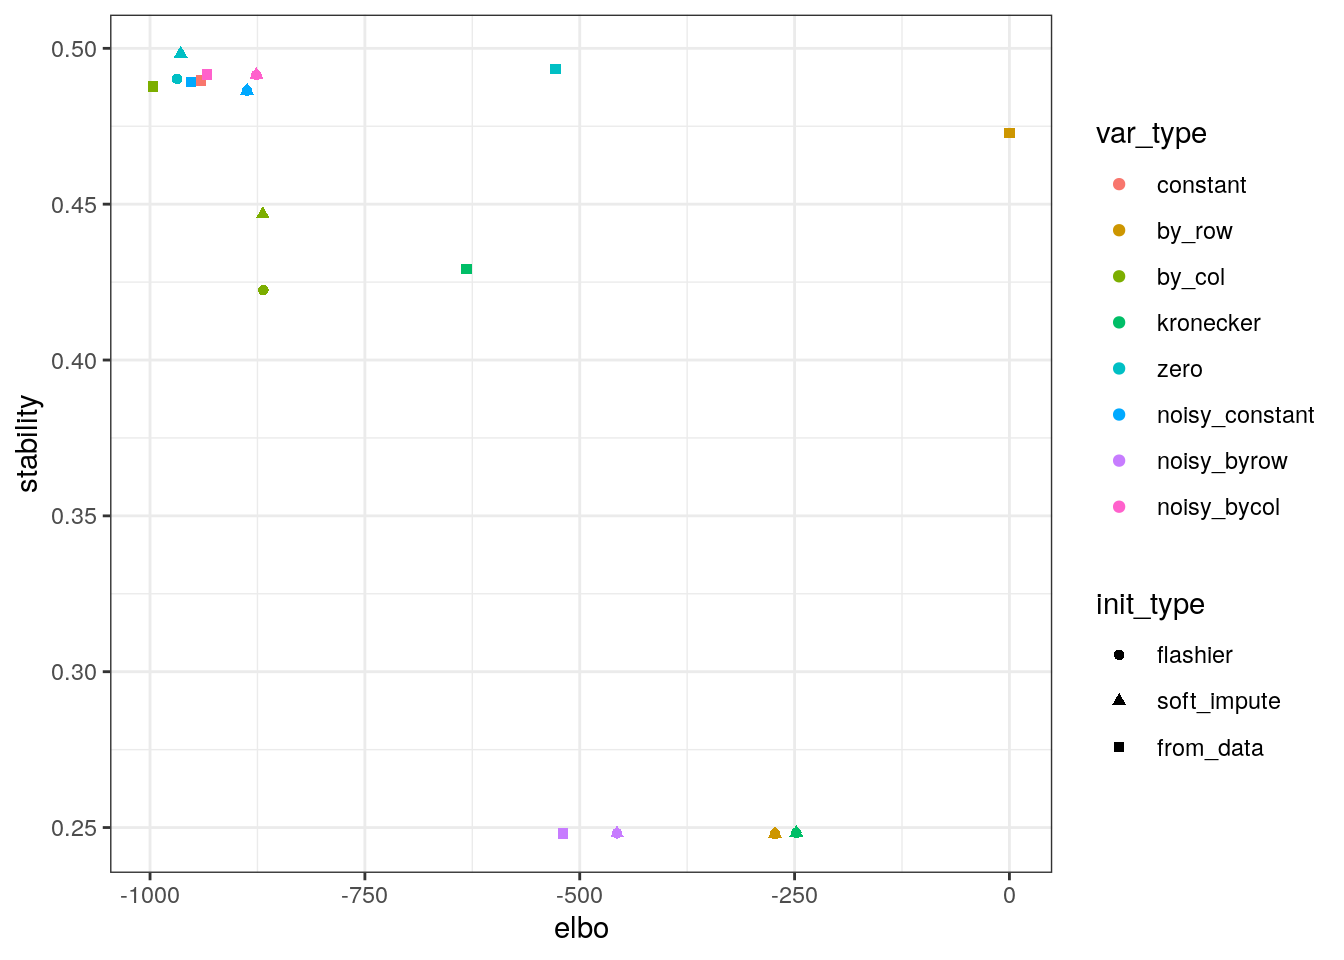 0.50
0.45
0.40
0.35
0.30
0.25
stability
-1000
-750
-500
-250
0
elbo
var_type
constant
by_row
by_col
kronecker
zero
noisy_constant
noisy_byrow
noisy_bycol
init_type
flashier
soft_impute
from_data